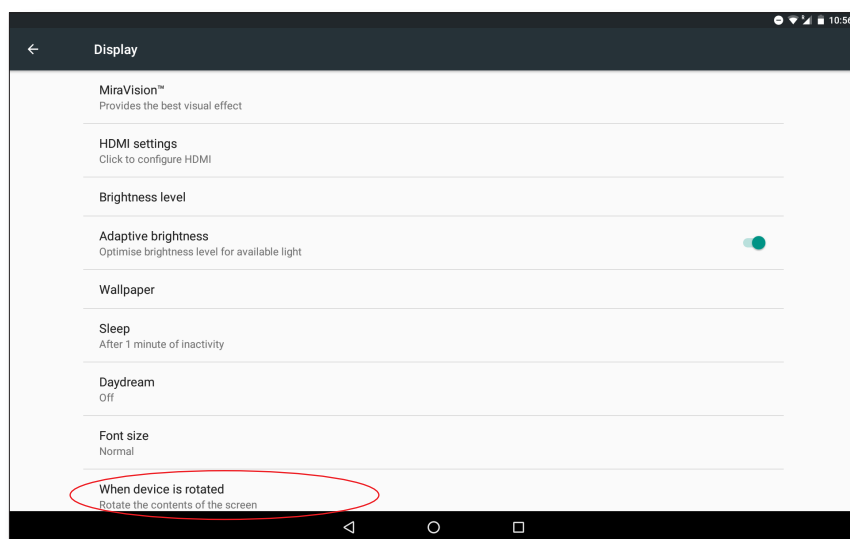 10:56
Display
MiraVision™
Provides the best visual effect
HDMI settings
Click to configure HDMI
Brightness level
Adaptive brightness
Optimise brightness level for available light
Wallpaper
Sleep
After 1 minute of inactivity
Daydream
Off
Font size
Normal
When device is rotated
Rotate the contents of the screen